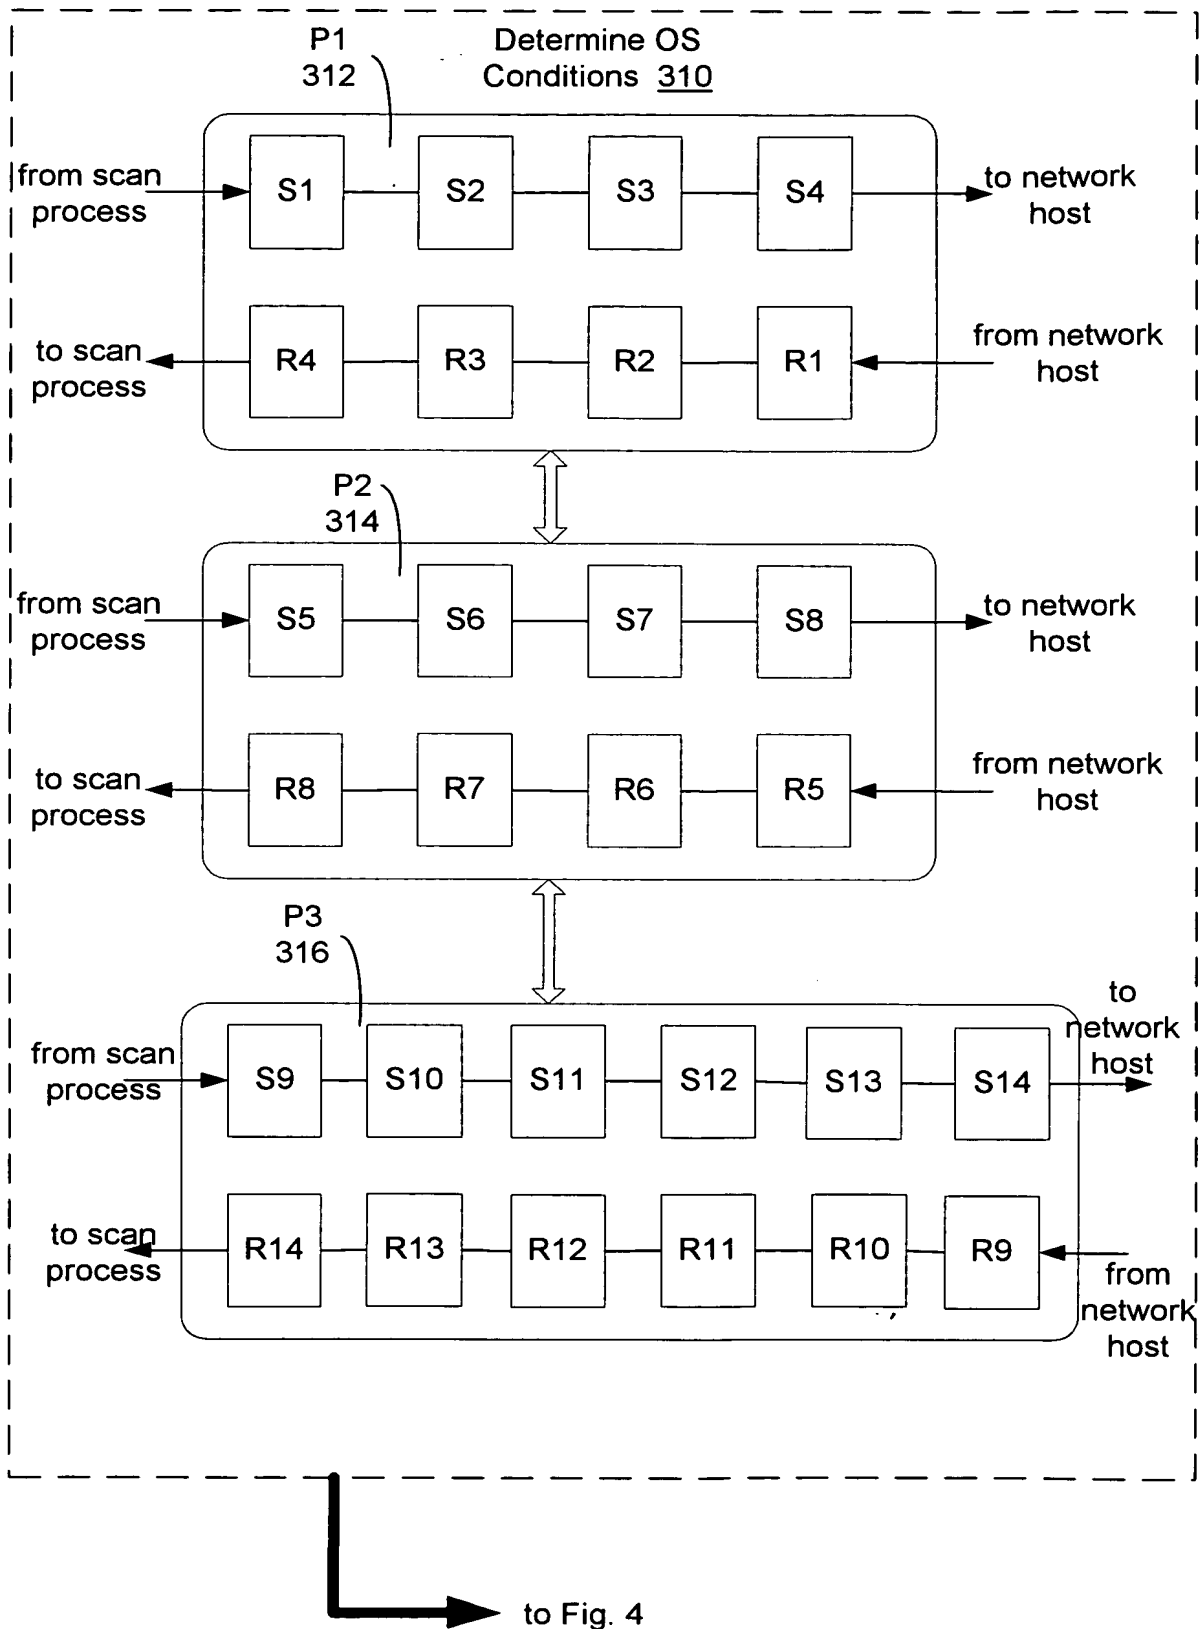 P1
312
Determine OS
Conditions 310
from scan
process
S1
S2
S3
S4
to network
host
to scan
process
R4
R3
R2
R1
from network
host
P2
314
from scan
process
S5
S6
S7
S8
to network
host
to scan
process
R8
R7
R6
R5
from network
host
P3
316
from scan
process
S9
S10
S11
S12
S13
S14
to
network
host
to scan
process
R14
R13
R12
R11
R10
R9
from
network
host
to Fig. 4